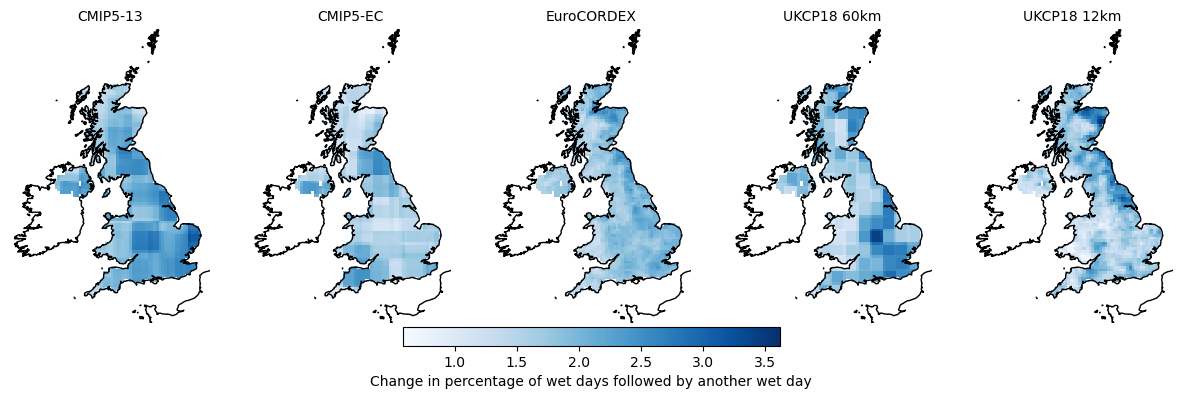 CMIP5-13 CMIP5-EC EuroCORDEX UKCP18 60km UKCP18 12km
1.0 1.5 2.0 2.5 3.0 3.5
Change in percentage of wet days followed by another wet day